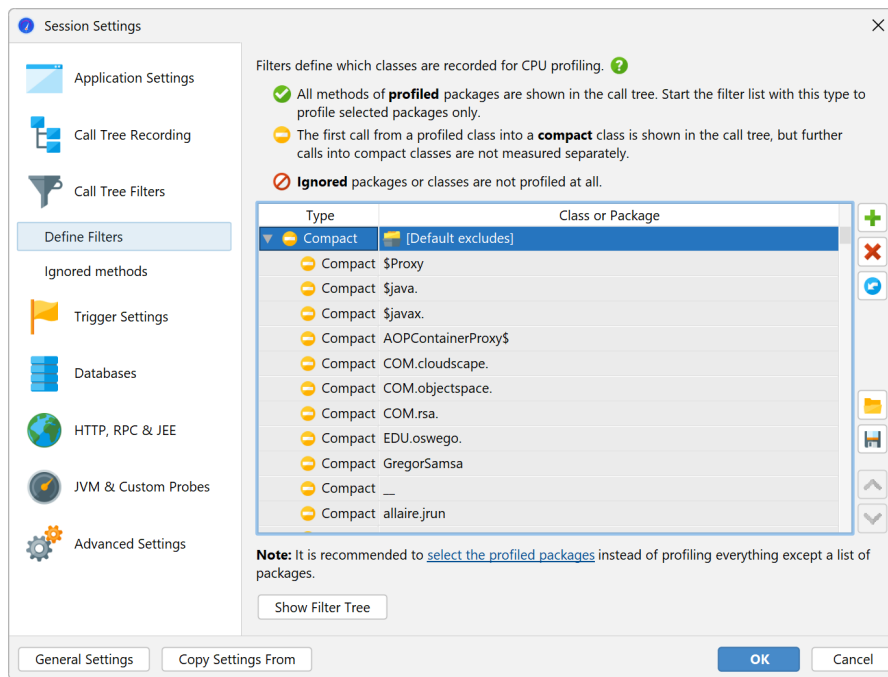 Session Settings
Application Settings
Call Tree Recording
Call Tree Filters
Define Filters
Ignored methods
Trigger Settings
Databases
HTTP, RPC & JEE
JVM & Custom Probes
Advanced Settings
Filters define which classes are recorded for CPU profiling.
All methods of profiled packages are shown in the call tree. Start the filter list with this type to
profile selected packages only.
The first call from a profiled class into a compact class is shown in the call tree, but further
calls into compact classes are not measured separately.
Ignored packages or classes are not profiled at all.
Type Class or Package
Compact [Default excludes]
Compact $Proxy
Compact $java.
Compact $javax.
Compact AOPContainerProxy$
Compact COM.cloudscape.
Compact COM.objectspace.
Compact COM.rsa.
Compact EDU.oswego.
Compact GregorSamsa
Compact __
Compact allaire.jrun
Note: It is recommended to select the profiled packages instead of profiling everything except a list of
packages.
Show Filter Tree
General Settings Copy Settings From OK Cancel